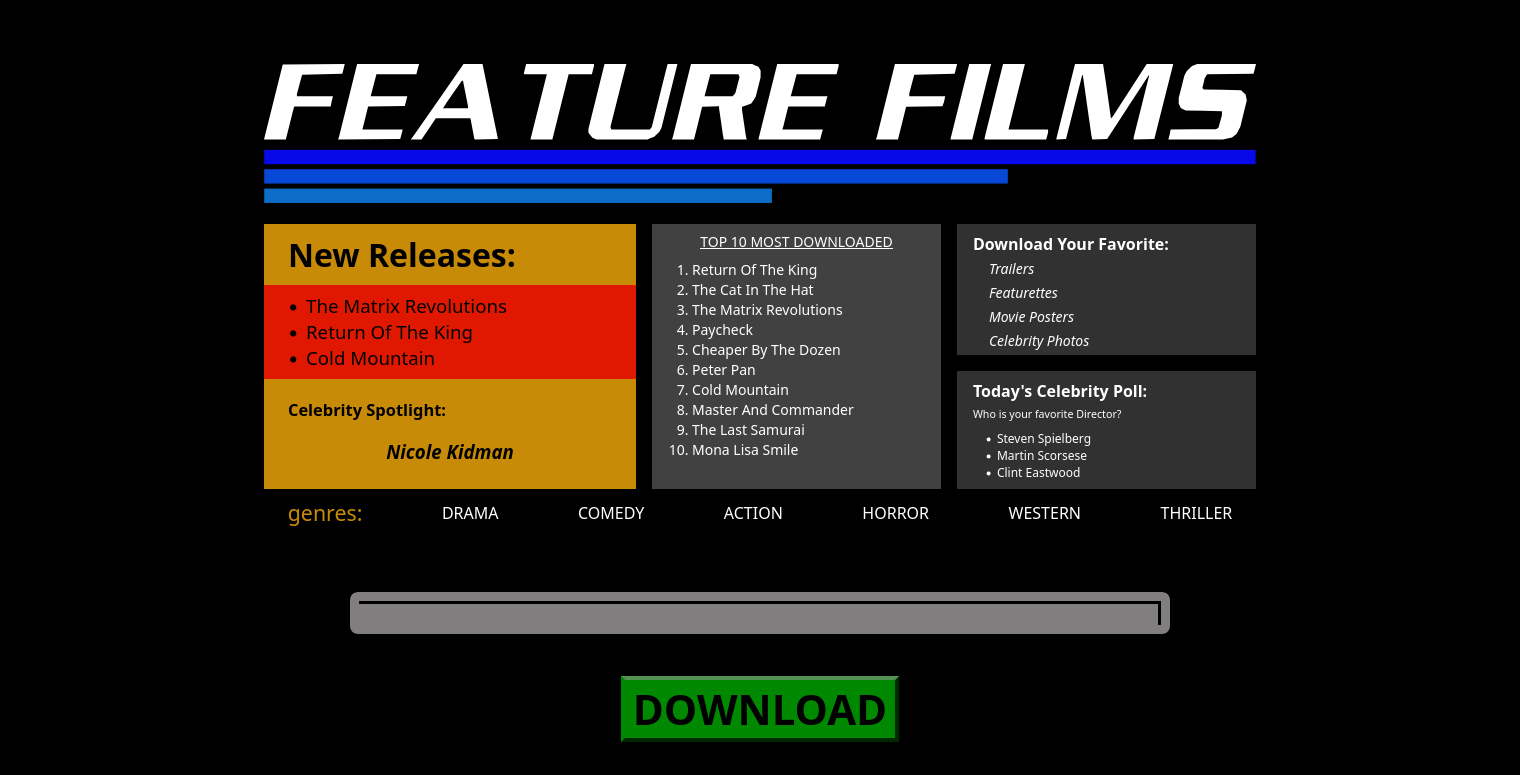 FEATURE FILMS
New Releases:
• The Matrix Revolutions
• Return Of The King
• Cold Mountain
Celebrity Spotlight:
Nicole Kidman
TOP 10 MOST DOWNLOADED
1. Return Of The King
2. The Cat In The Hat
3. The Matrix Revolutions
4. Paycheck
5. Cheaper By The Dozen
6. Peter Pan
7. Cold Mountain
8. Master And Commander
9. The Last Samurai
10. Mona Lisa Smile
Download Your Favorite:
Trailers
Featurettes
Movie Posters
Celebrity Photos
Today's Celebrity Poll:
Who is your favorite Director?
• Steven Spielberg
• Martin Scorsese
• Clint Eastwood
genres: DRAMA COMEDY ACTION HORROR WESTERN THRILLER
DOWNLOAD